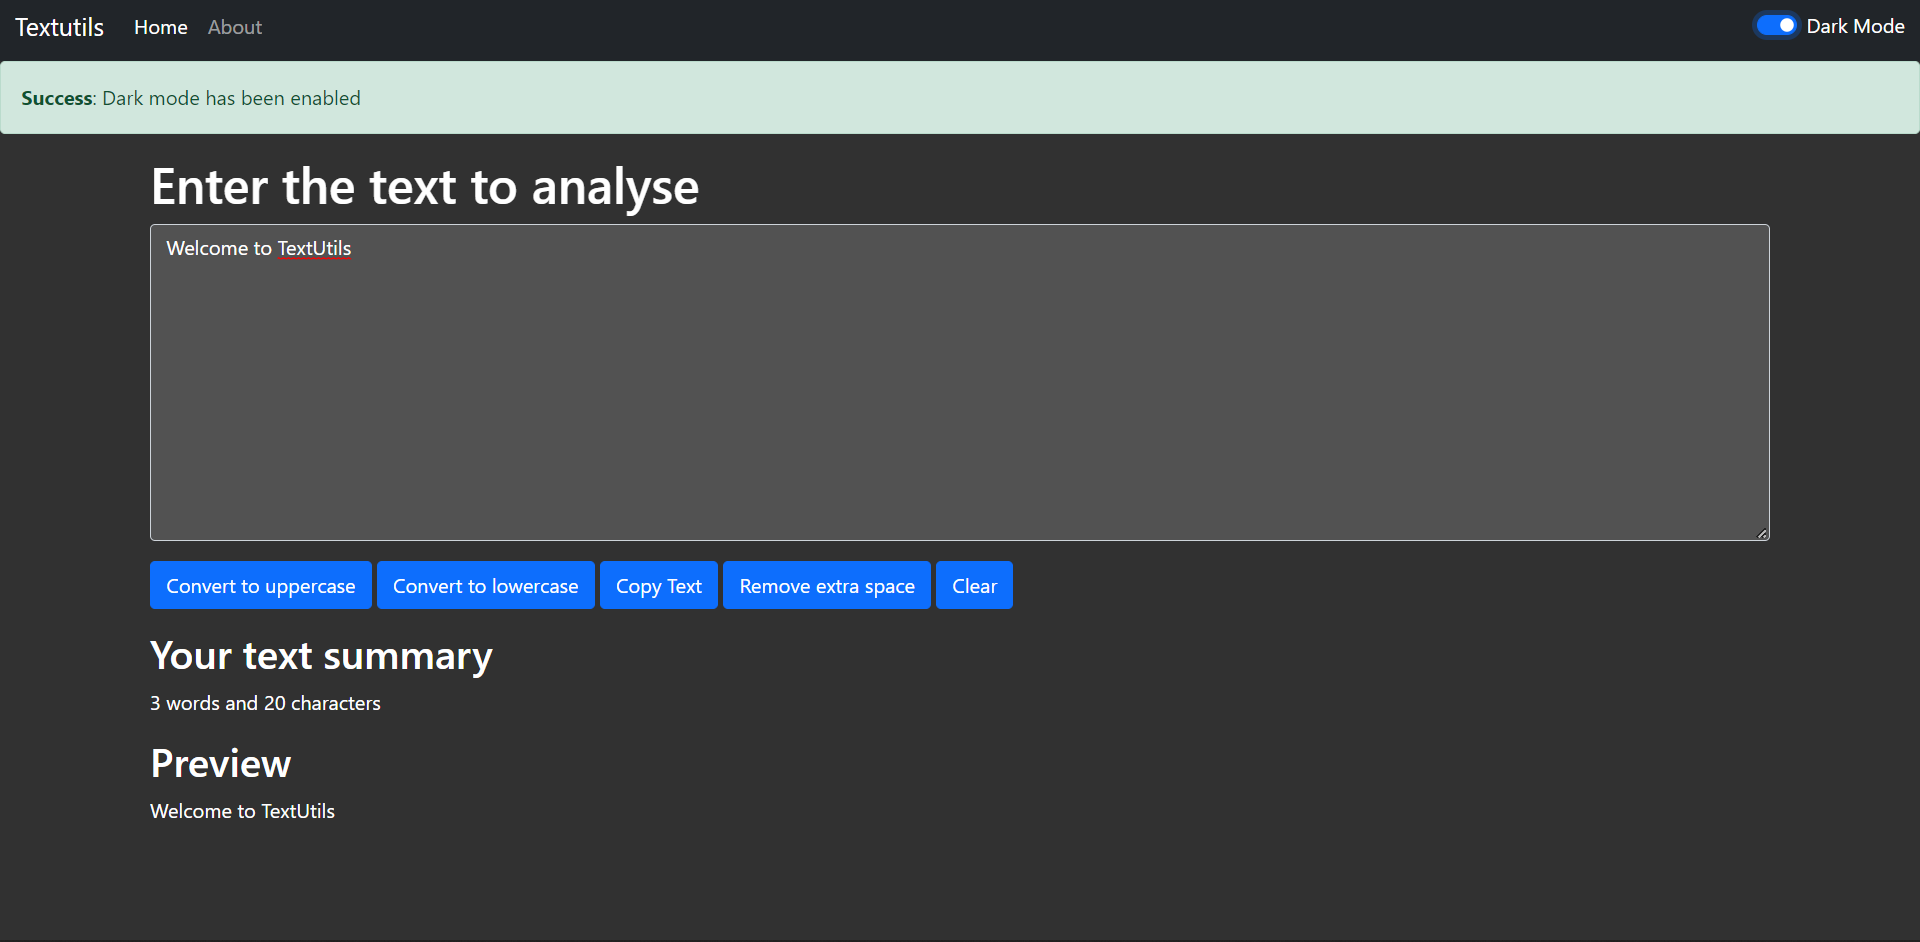 Textutils Home About Dark Mode
Success: Dark mode has been enabled
Enter the text to analyse
Welcome to TextUtils
Convert to uppercase Convert to lowercase Copy Text Remove extra space Clear
Your text summary
3 words and 20 characters
Preview
Welcome to TextUtils